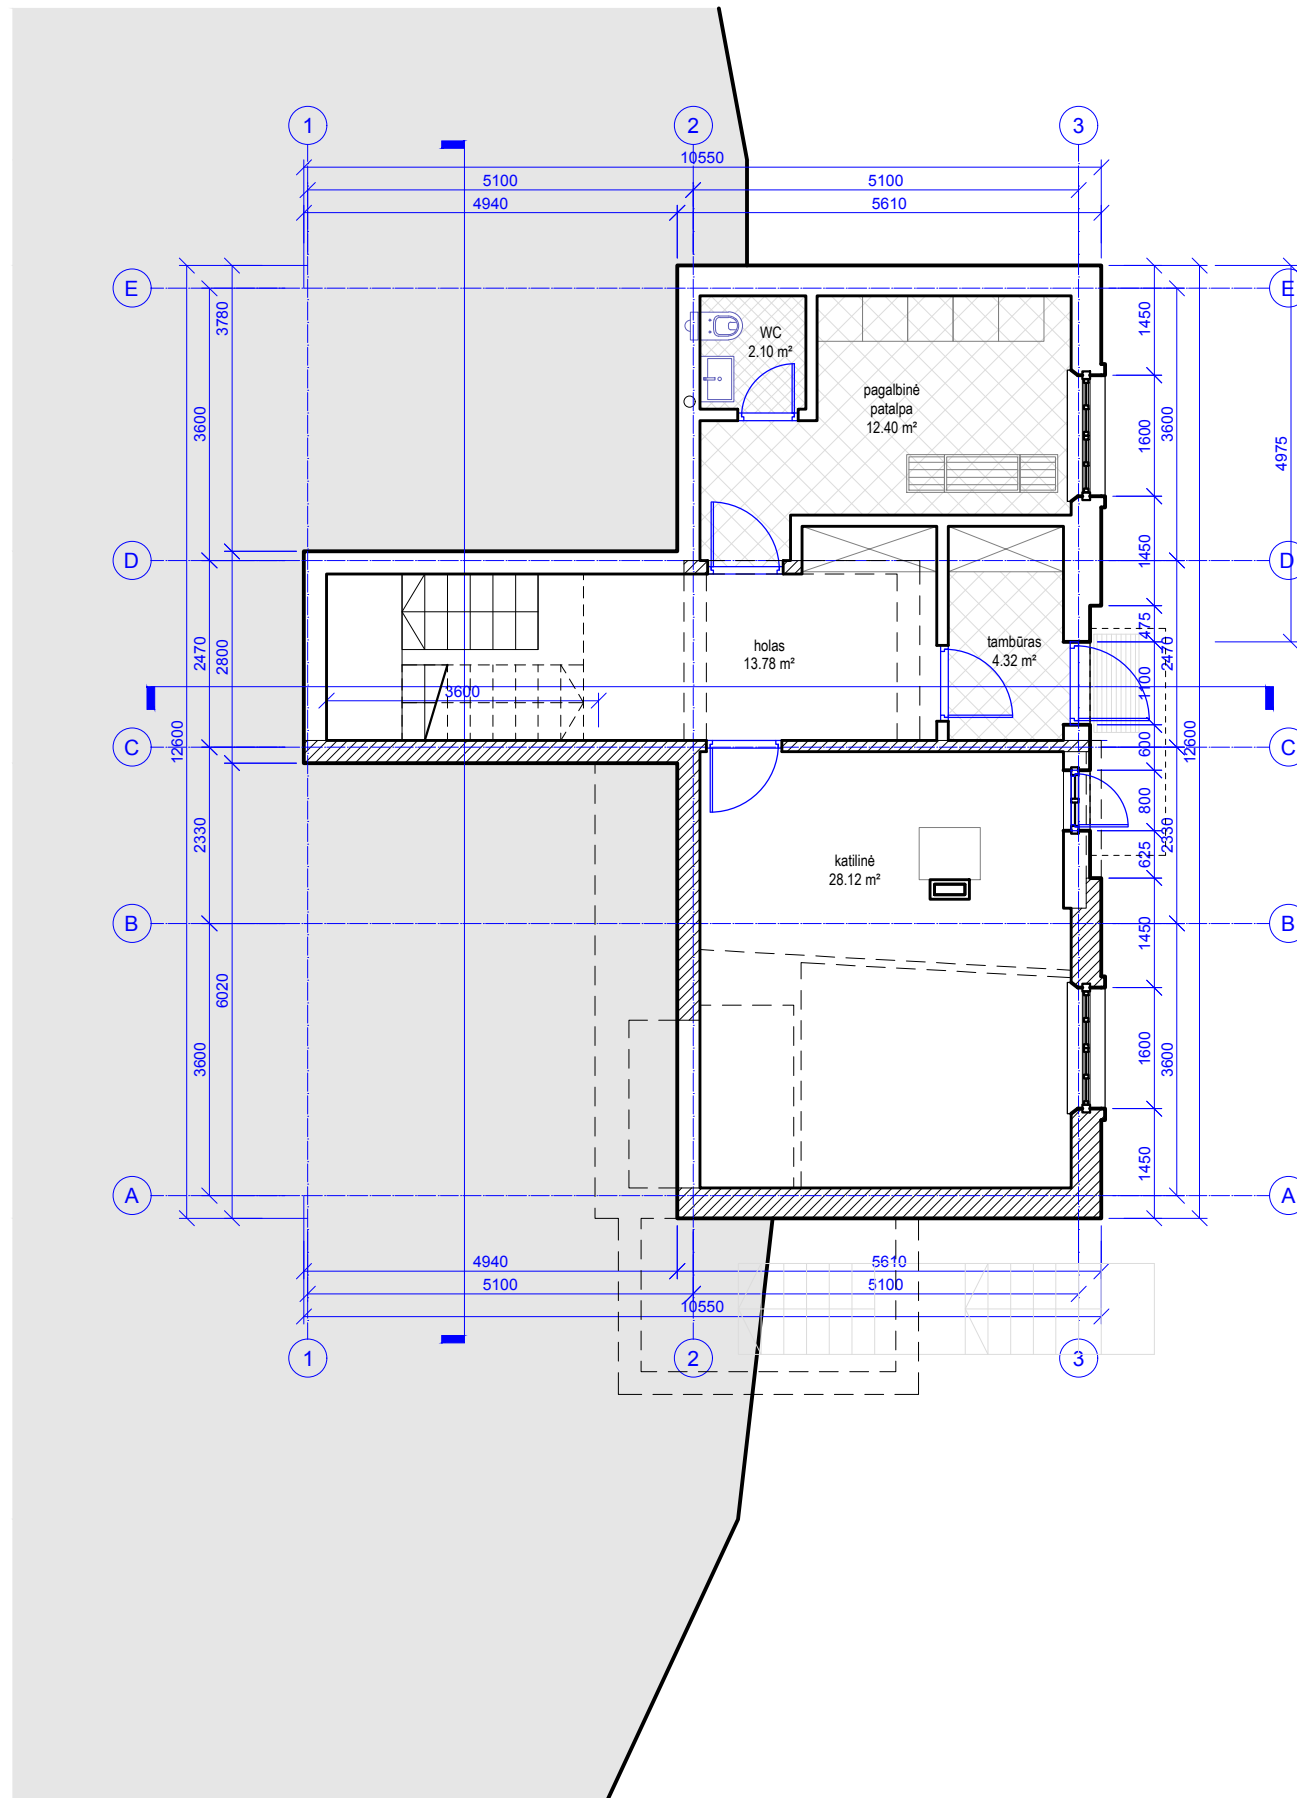 1
2
3
10550
5100
5100
4940
5610
E
E
3780
1450
WC
2.10 m²
pagalbinė
patalpa
12.40 m²
3600
1600
3600
4975
1450
D
D
475
2470
2800
holas
13.78 m²
tambūras
4.32 m²
2470
1100
3600
C
C
12600
600
12600
800
2330
625
2330
katilinė
28.12 m²
B
B
1450
6020
3600
1600
3600
1450
A
A
4940
5610
5100
5100
10550
1
2
3